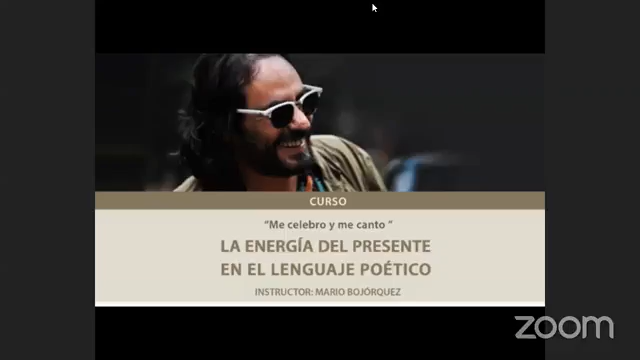 CURSO
“Me celebro y me canto “
LA ENERGÍA DEL PRESENTE
EN EL LENGUAJE POÉTICO
INSTRUCTOR: MARIO BOJÓRQUEZ
zoom